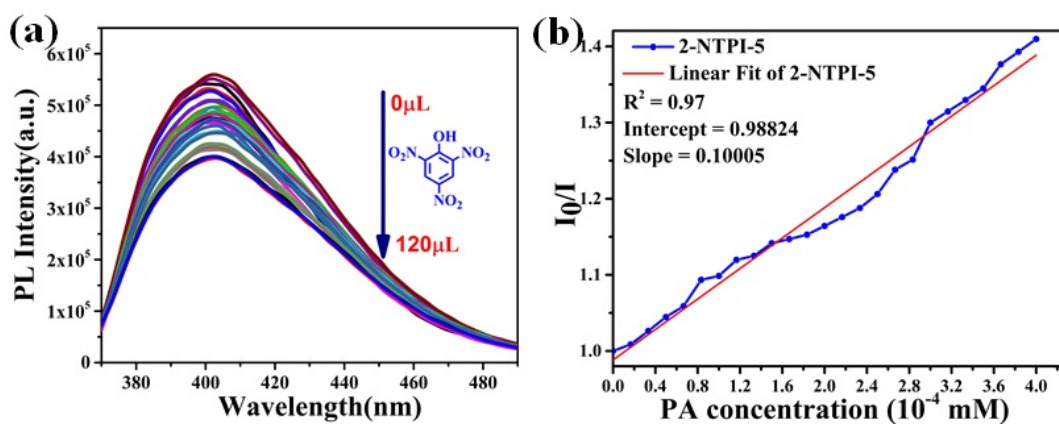 (a)
PL Intensity(a.u.)
6x10⁵
5x10⁵
4x10⁵
3x10⁵
2x10⁵
1x10⁵
0
380 400 420 440 460 480
Wavelength(nm)
0μL
OH
NO₂ NO₂
NO₂
120μL
(b)
I₀/I
1.4
1.3
1.2
1.1
1.0
2-NTPI-5
Linear Fit of 2-NTPI-5
R² = 0.97
Intercept = 0.98824
Slope = 0.10005
0.0 0.4 0.8 1.2 1.6 2.0 2.4 2.8 3.2 3.6 4.0
PA concentration (10⁻⁴ mM)